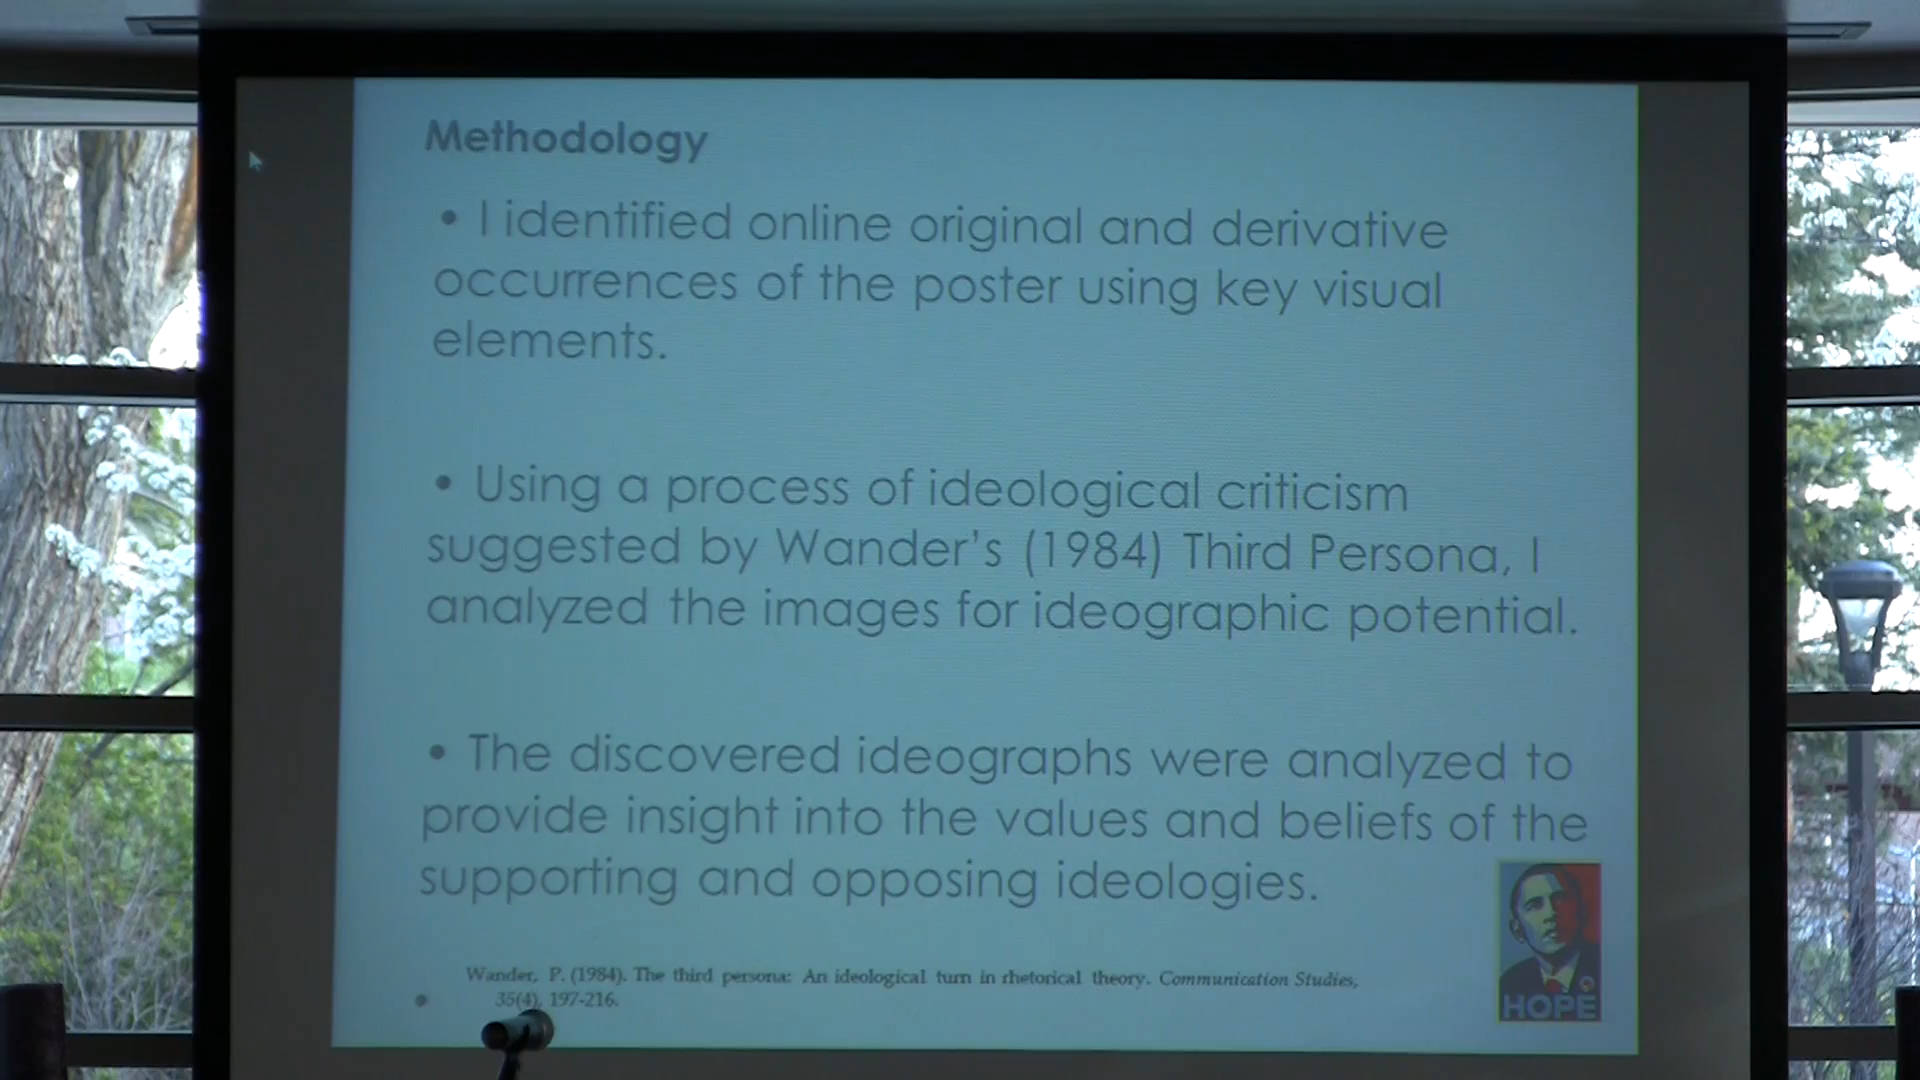 Methodology
• I identified online original and derivative
occurrences of the poster using key visual
elements.
• Using a process of ideological criticism
suggested by Wander's (1984) Third Persona, I
analyzed the images for ideographic potential.
• The discovered ideographs were analyzed to
provide insight into the values and beliefs of the
supporting and opposing ideologies.
Wander, P. (1984). The third persona: An ideological turn in rhetorical theory. Communication Studies,
• 35(4), 197-216.
HOPE